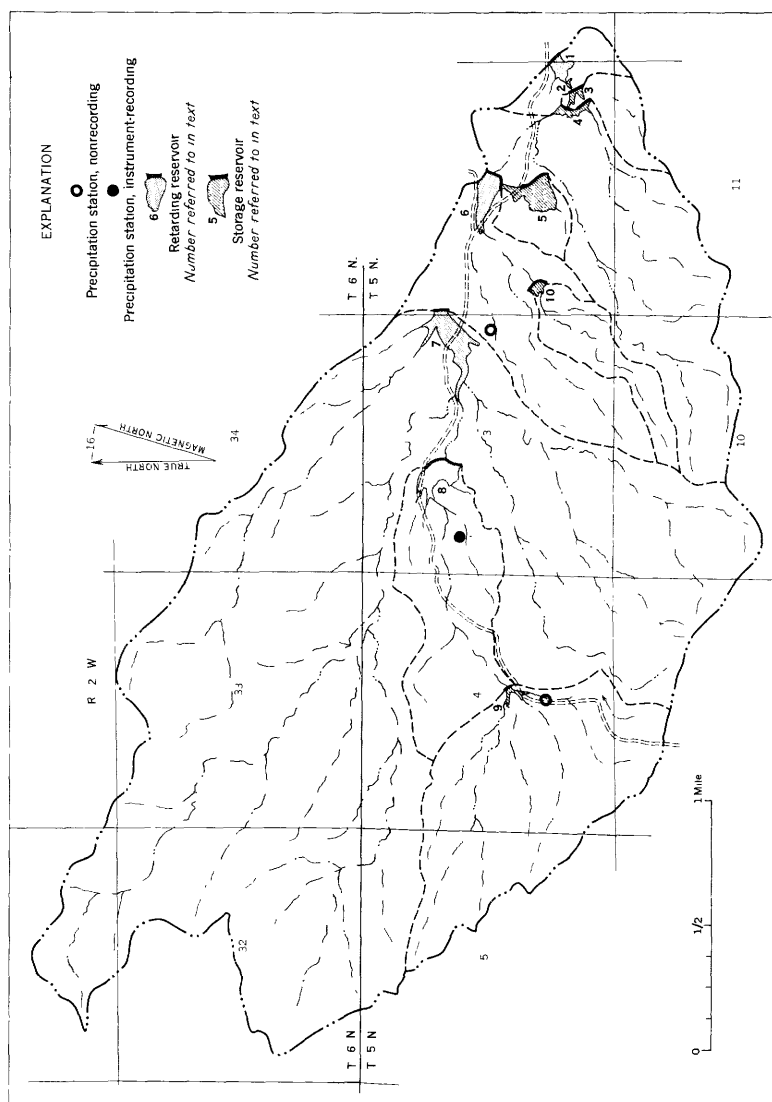 EXPLANATION
Precipitation station, nonrecording
Precipitation station, instrument-recording
6
Retarding reservoir
Number referred to in text
5
Storage reservoir
Number referred to in text
R 2 W
16
TRUE NORTH
MAGNETIC NORTH
32
33
34
T 6 N
T 5 N
T 6 N.
T 5 N.
5
4
3
10
11
1
2
3
4
5
6
7
8
9
10
0
1/2
1 Mile